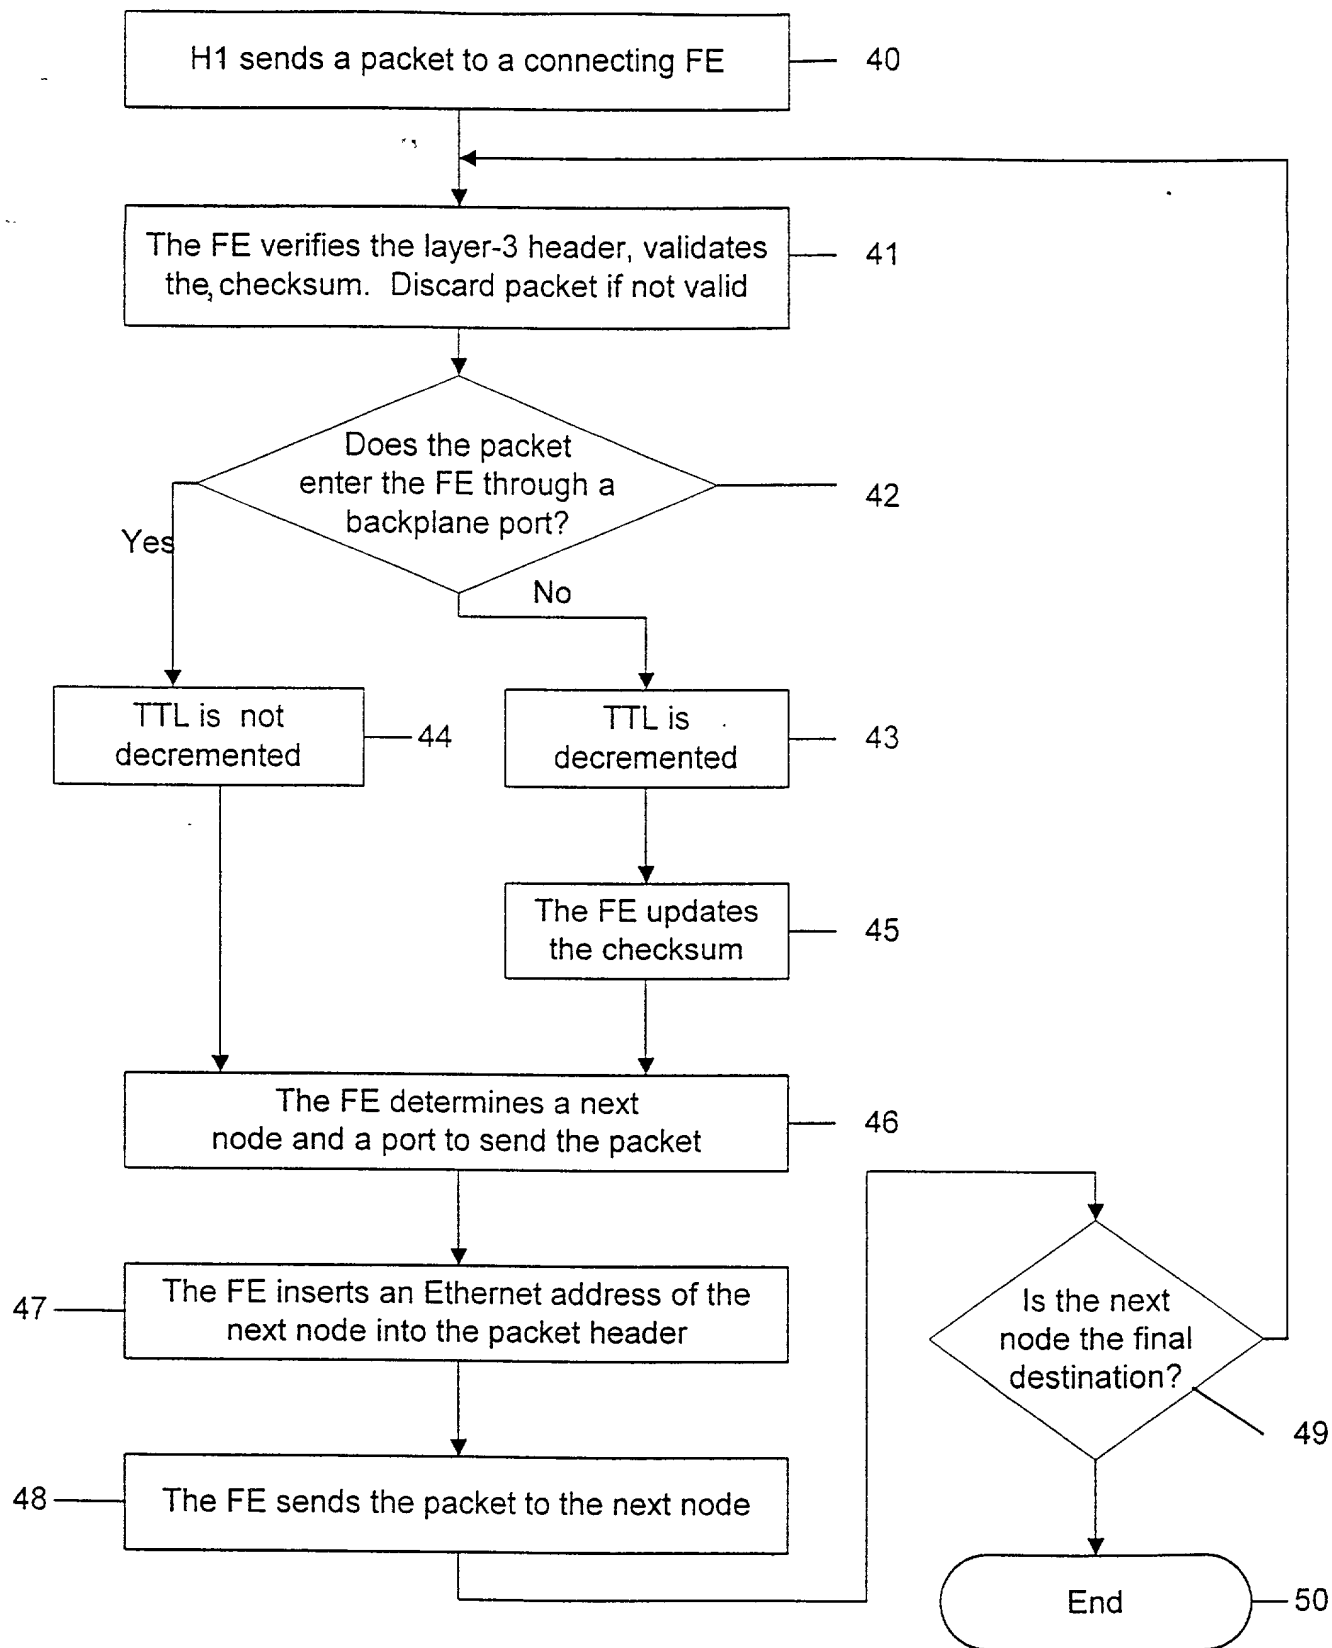 H1 sends a packet to a connecting FE
40
The FE verifies the layer-3 header, validates
the checksum. Discard packet if not valid
41
Does the packet
enter the FE through a
backplane port?
42
Yes
No
TTL is not
decremented
44
TTL is
decremented
43
The FE updates
the checksum
45
The FE determines a next
node and a port to send the packet
46
47
The FE inserts an Ethernet address of the
next node into the packet header
48
The FE sends the packet to the next node
Is the next
node the final
destination?
49
End
50